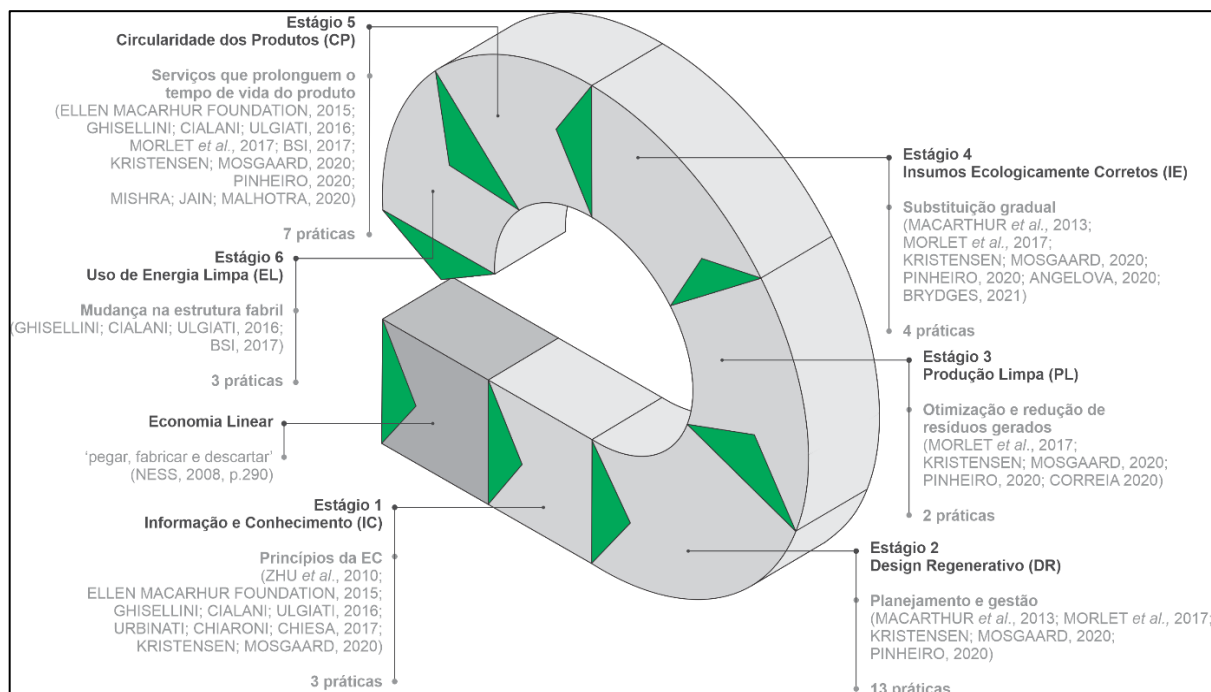 Estágio 5
Circularidade dos Produtos (CP)
Serviços que prolonguem o
tempo de vida do produto
(ELLEN MACARHUR FOUNDATION, 2015;
GHISELLINI; CIALANI; ULGIATI, 2016;
MORLET et al., 2017; BSI, 2017;
KRISTENSEN; MOSGAARD, 2020;
PINHEIRO, 2020;
MISHRA; JAIN; MALHOTRA, 2020)
7 práticas
Estágio 6
Uso de Energia Limpa (EL)
Mudança na estrutura fabril
(GHISELLINI; CIALANI; ULGIATI, 2016;
BSI, 2017)
3 práticas
Economia Linear
'pegar, fabricar e descartar'
(NESS, 2008, p.290)
Estágio 1
Informação e Conhecimento (IC)
Princípios da EC
(ZHU et al., 2010;
ELLEN MACARHUR FOUNDATION, 2015;
GHISELLINI; CIALANI; ULGIATI, 2016;
URBINATI; CHIARONI; CHIESA, 2017;
KRISTENSEN; MOSGAARD, 2020)
3 práticas
Estágio 4
Insumos Ecologicamente Corretos (IE)
Substituição gradual
(MACARTHUR et al., 2013;
MORLET et al., 2017;
KRISTENSEN; MOSGAARD, 2020;
PINHEIRO, 2020; ANGELOVA, 2020;
BRYDGES, 2021)
4 práticas
Estágio 3
Produção Limpa (PL)
Otimização e redução de
resíduos gerados
(MORLET et al., 2017;
KRISTENSEN; MOSGAARD, 2020;
PINHEIRO, 2020; CORREIA 2020)
2 práticas
Estágio 2
Design Regenerativo (DR)
Planejamento e gestão
(MACARTHUR et al., 2013; MORLET et al., 2017;
KRISTENSEN; MOSGAARD, 2020;
PINHEIRO, 2020)
13 práticas